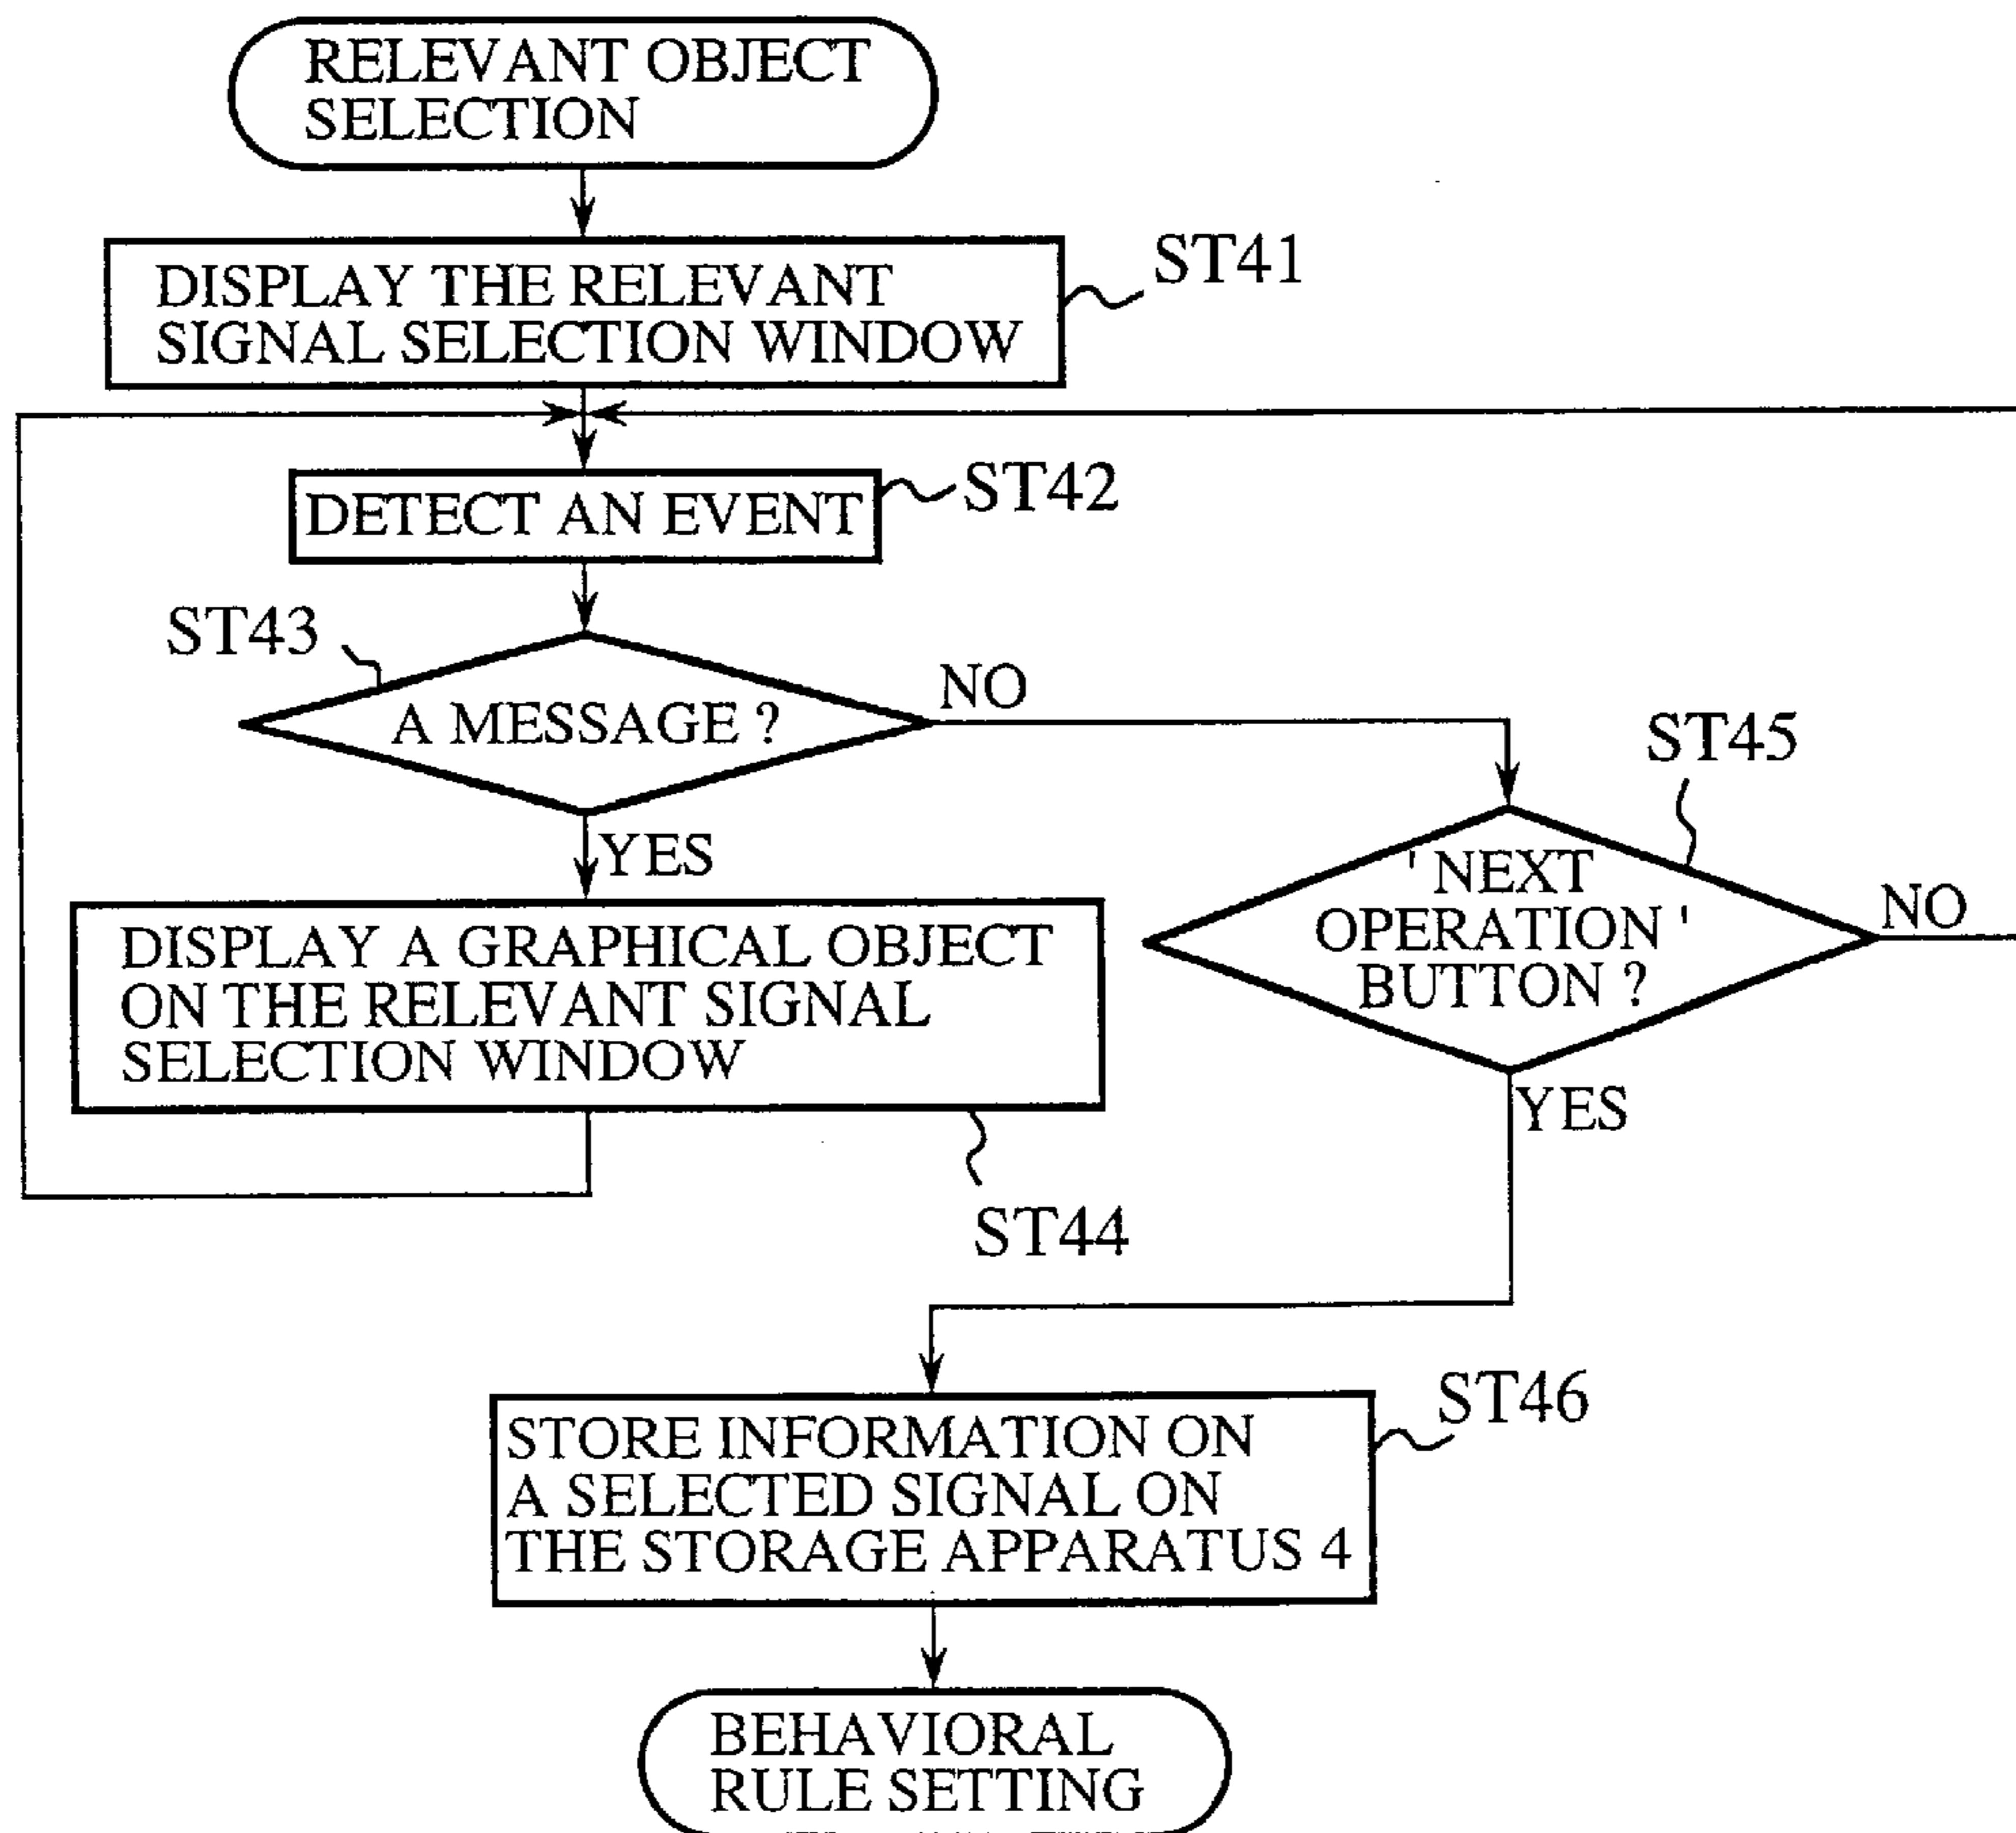 RELEVANT OBJECT
SELECTION
DISPLAY THE RELEVANT
SIGNAL SELECTION WINDOW
ST41
DETECT AN EVENT
ST42
ST43
A MESSAGE ?
NO
YES
ST45
' NEXT
OPERATION '
BUTTON ?
NO
YES
DISPLAY A GRAPHICAL OBJECT
ON THE RELEVANT SIGNAL
SELECTION WINDOW
ST44
STORE INFORMATION ON
A SELECTED SIGNAL ON
THE STORAGE APPARATUS 4
ST46
BEHAVIORAL
RULE SETTING